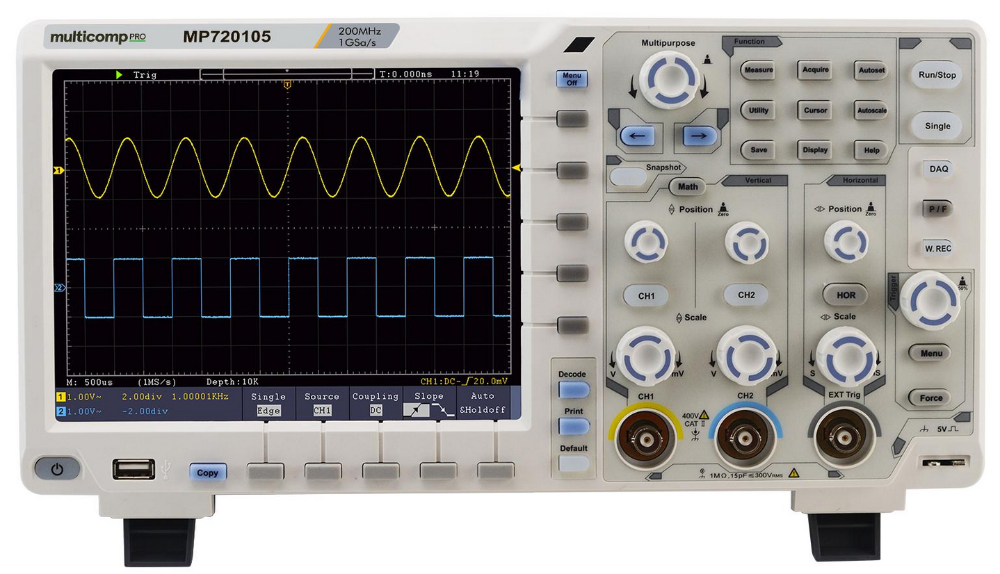 multicomp PRO MP720105 200MHz
1GSa/s
Trig T:0.000ns 11:19
T
1
2
M: 500us (1MS/s) Depth:10K CH1:DC- 20.0mV
1 1.00V~ 2.00div 1.00001KHz
2 1.00V~ -2.00div
Single Source Coupling Slope Auto
Edge CH1 DC &Holdoff
Copy
Menu
Off
Decode
Print
Default
Multipurpose
Function
Measure Acquire Autoset
Utility Cursor Autoscale
Save Display Help
Run/Stop
Single
DAQ
P / F
W. REC
Snapshot
Math
Vertical
Horizontal
Position Zero
Position Zero
CH1 CH2 HOR
Scale
Scale
V mV V mV S nS
Trigger
50%
Menu
Force
CH1 CH2 EXT Trig
400V
CAT II
5V
1MΩ,15pF≤300VRMS